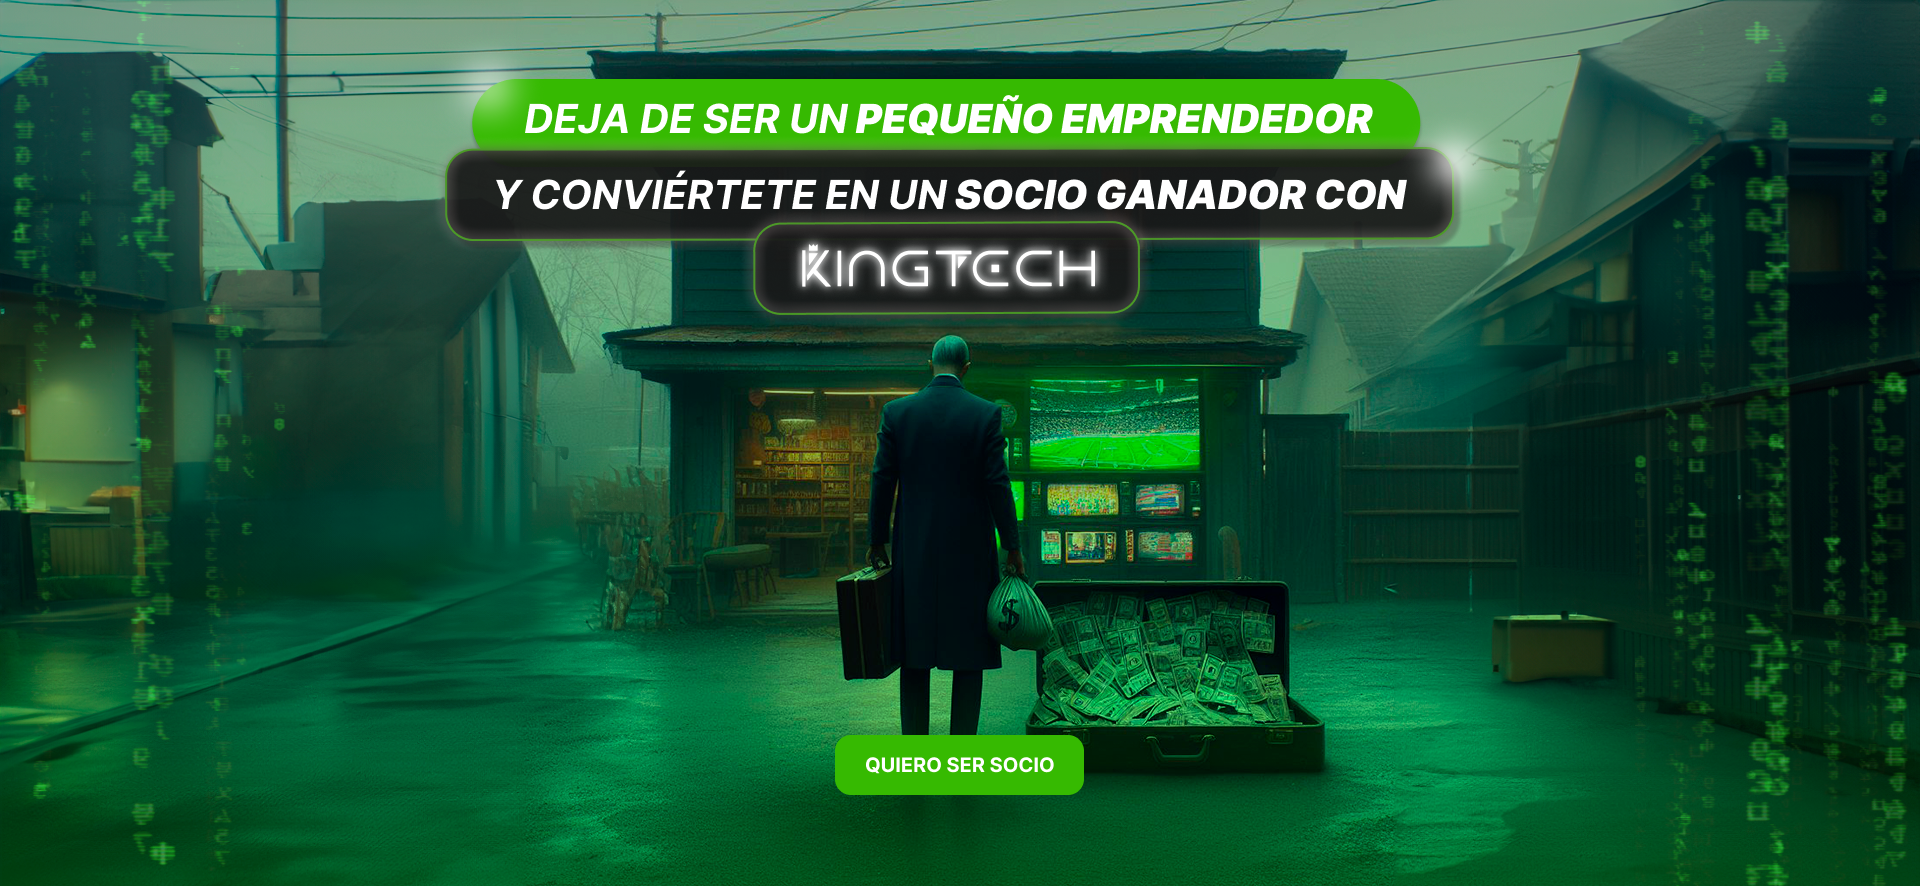 DEJA DE SER UN PEQUEÑO EMPRENDEDOR
Y CONVIÉRTETE EN UN SOCIO GANADOR CON
KINGTECH
$
QUIERO SER SOCIO